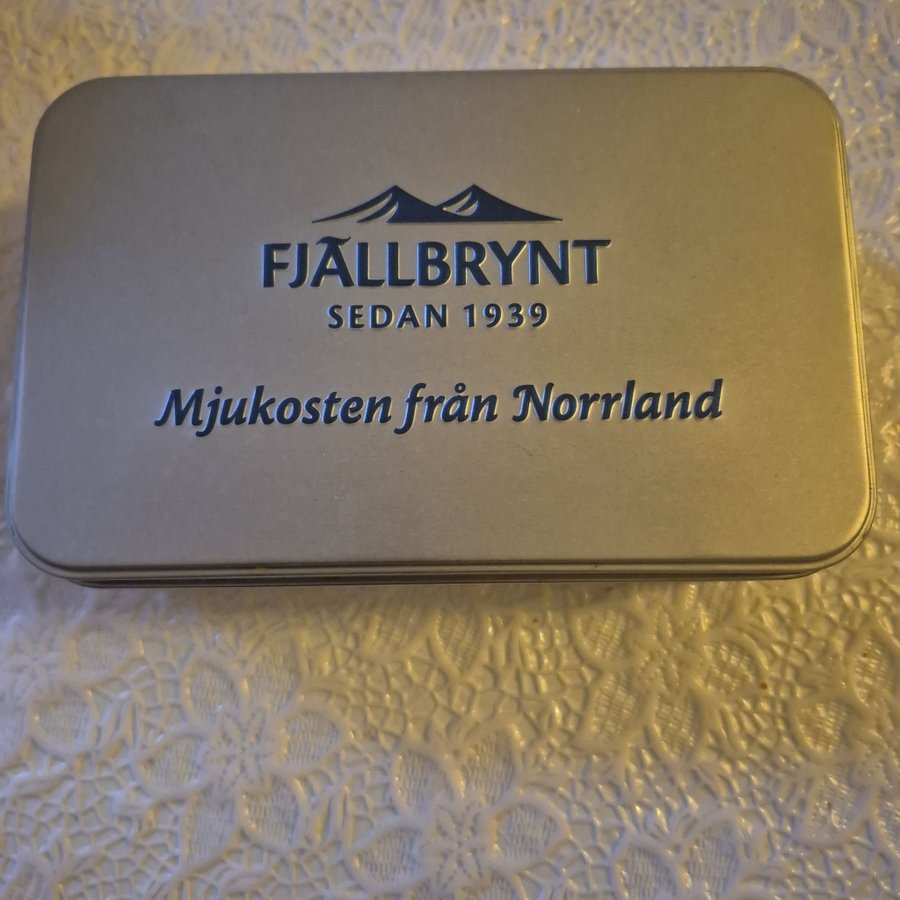 FJÄLLBRYNT
SEDAN 1939
Mjukosten från Norrland